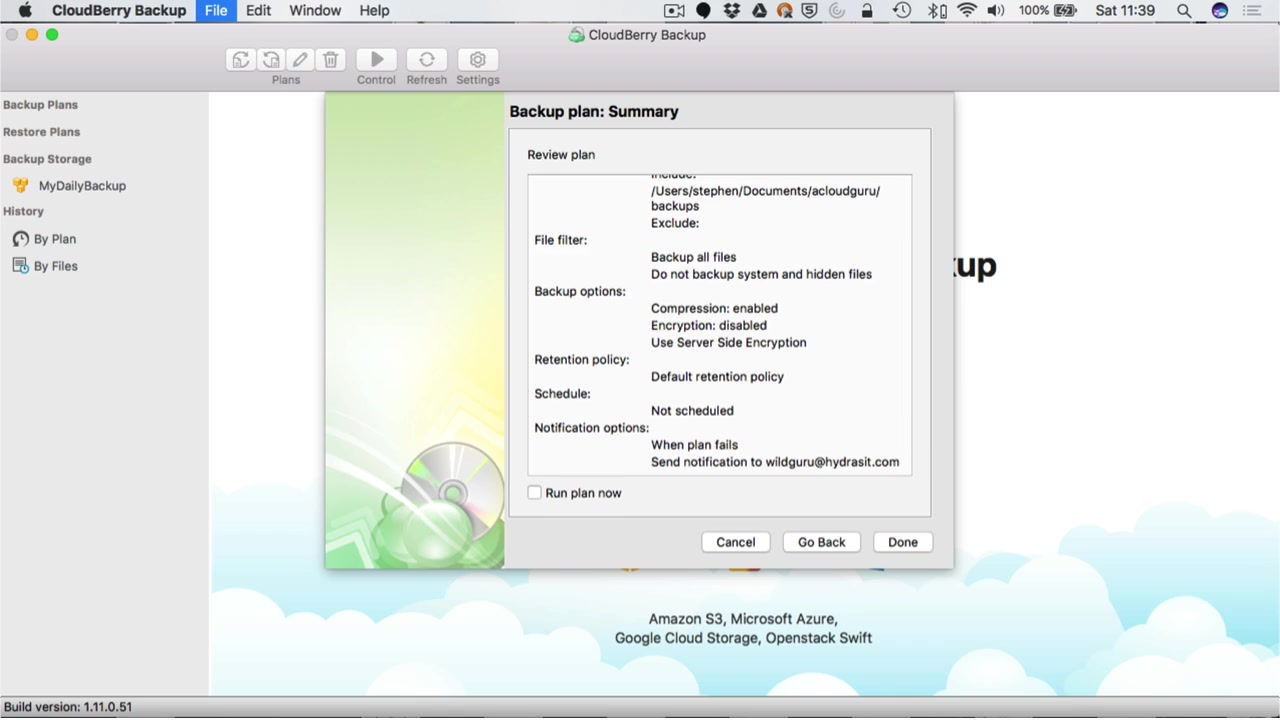 CloudBerry Backup File Edit Window Help 100% Sat 11:39
CloudBerry Backup
Plans Control Refresh Settings
Backup Plans
Restore Plans
Backup Storage
MyDailyBackup
History
By Plan
By Files
Backup plan: Summary
Review plan
Include:
/Users/stephen/Documents/acloudguru/
backups
Exclude:
File filter:
Backup all files
Do not backup system and hidden files
Backup options:
Compression: enabled
Encryption: disabled
Use Server Side Encryption
Retention policy:
Default retention policy
Schedule:
Not scheduled
Notification options:
When plan fails
Send notification to wildguru@hydrasit.com
Run plan now
Cancel Go Back Done
Amazon S3, Microsoft Azure,
Google Cloud Storage, Openstack Swift
Build version: 1.11.0.51